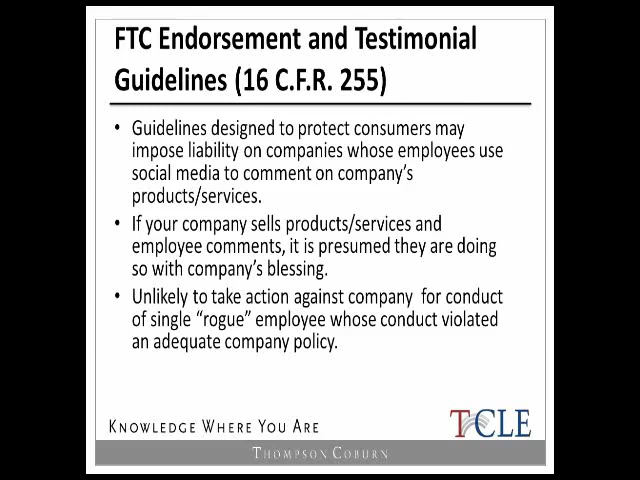 FTC Endorsement and Testimonial
Guidelines (16 C.F.R. 255)
• Guidelines designed to protect consumers may
impose liability on companies whose employees use
social media to comment on company's
products/services.
• If your company sells products/services and
employee comments, it is presumed they are doing
so with company's blessing.
• Unlikely to take action against company for conduct
of single “rogue” employee whose conduct violated
an adequate company policy.
KNOWLEDGE WHERE YOU ARE
TCCLE
THOMPSON COBURN